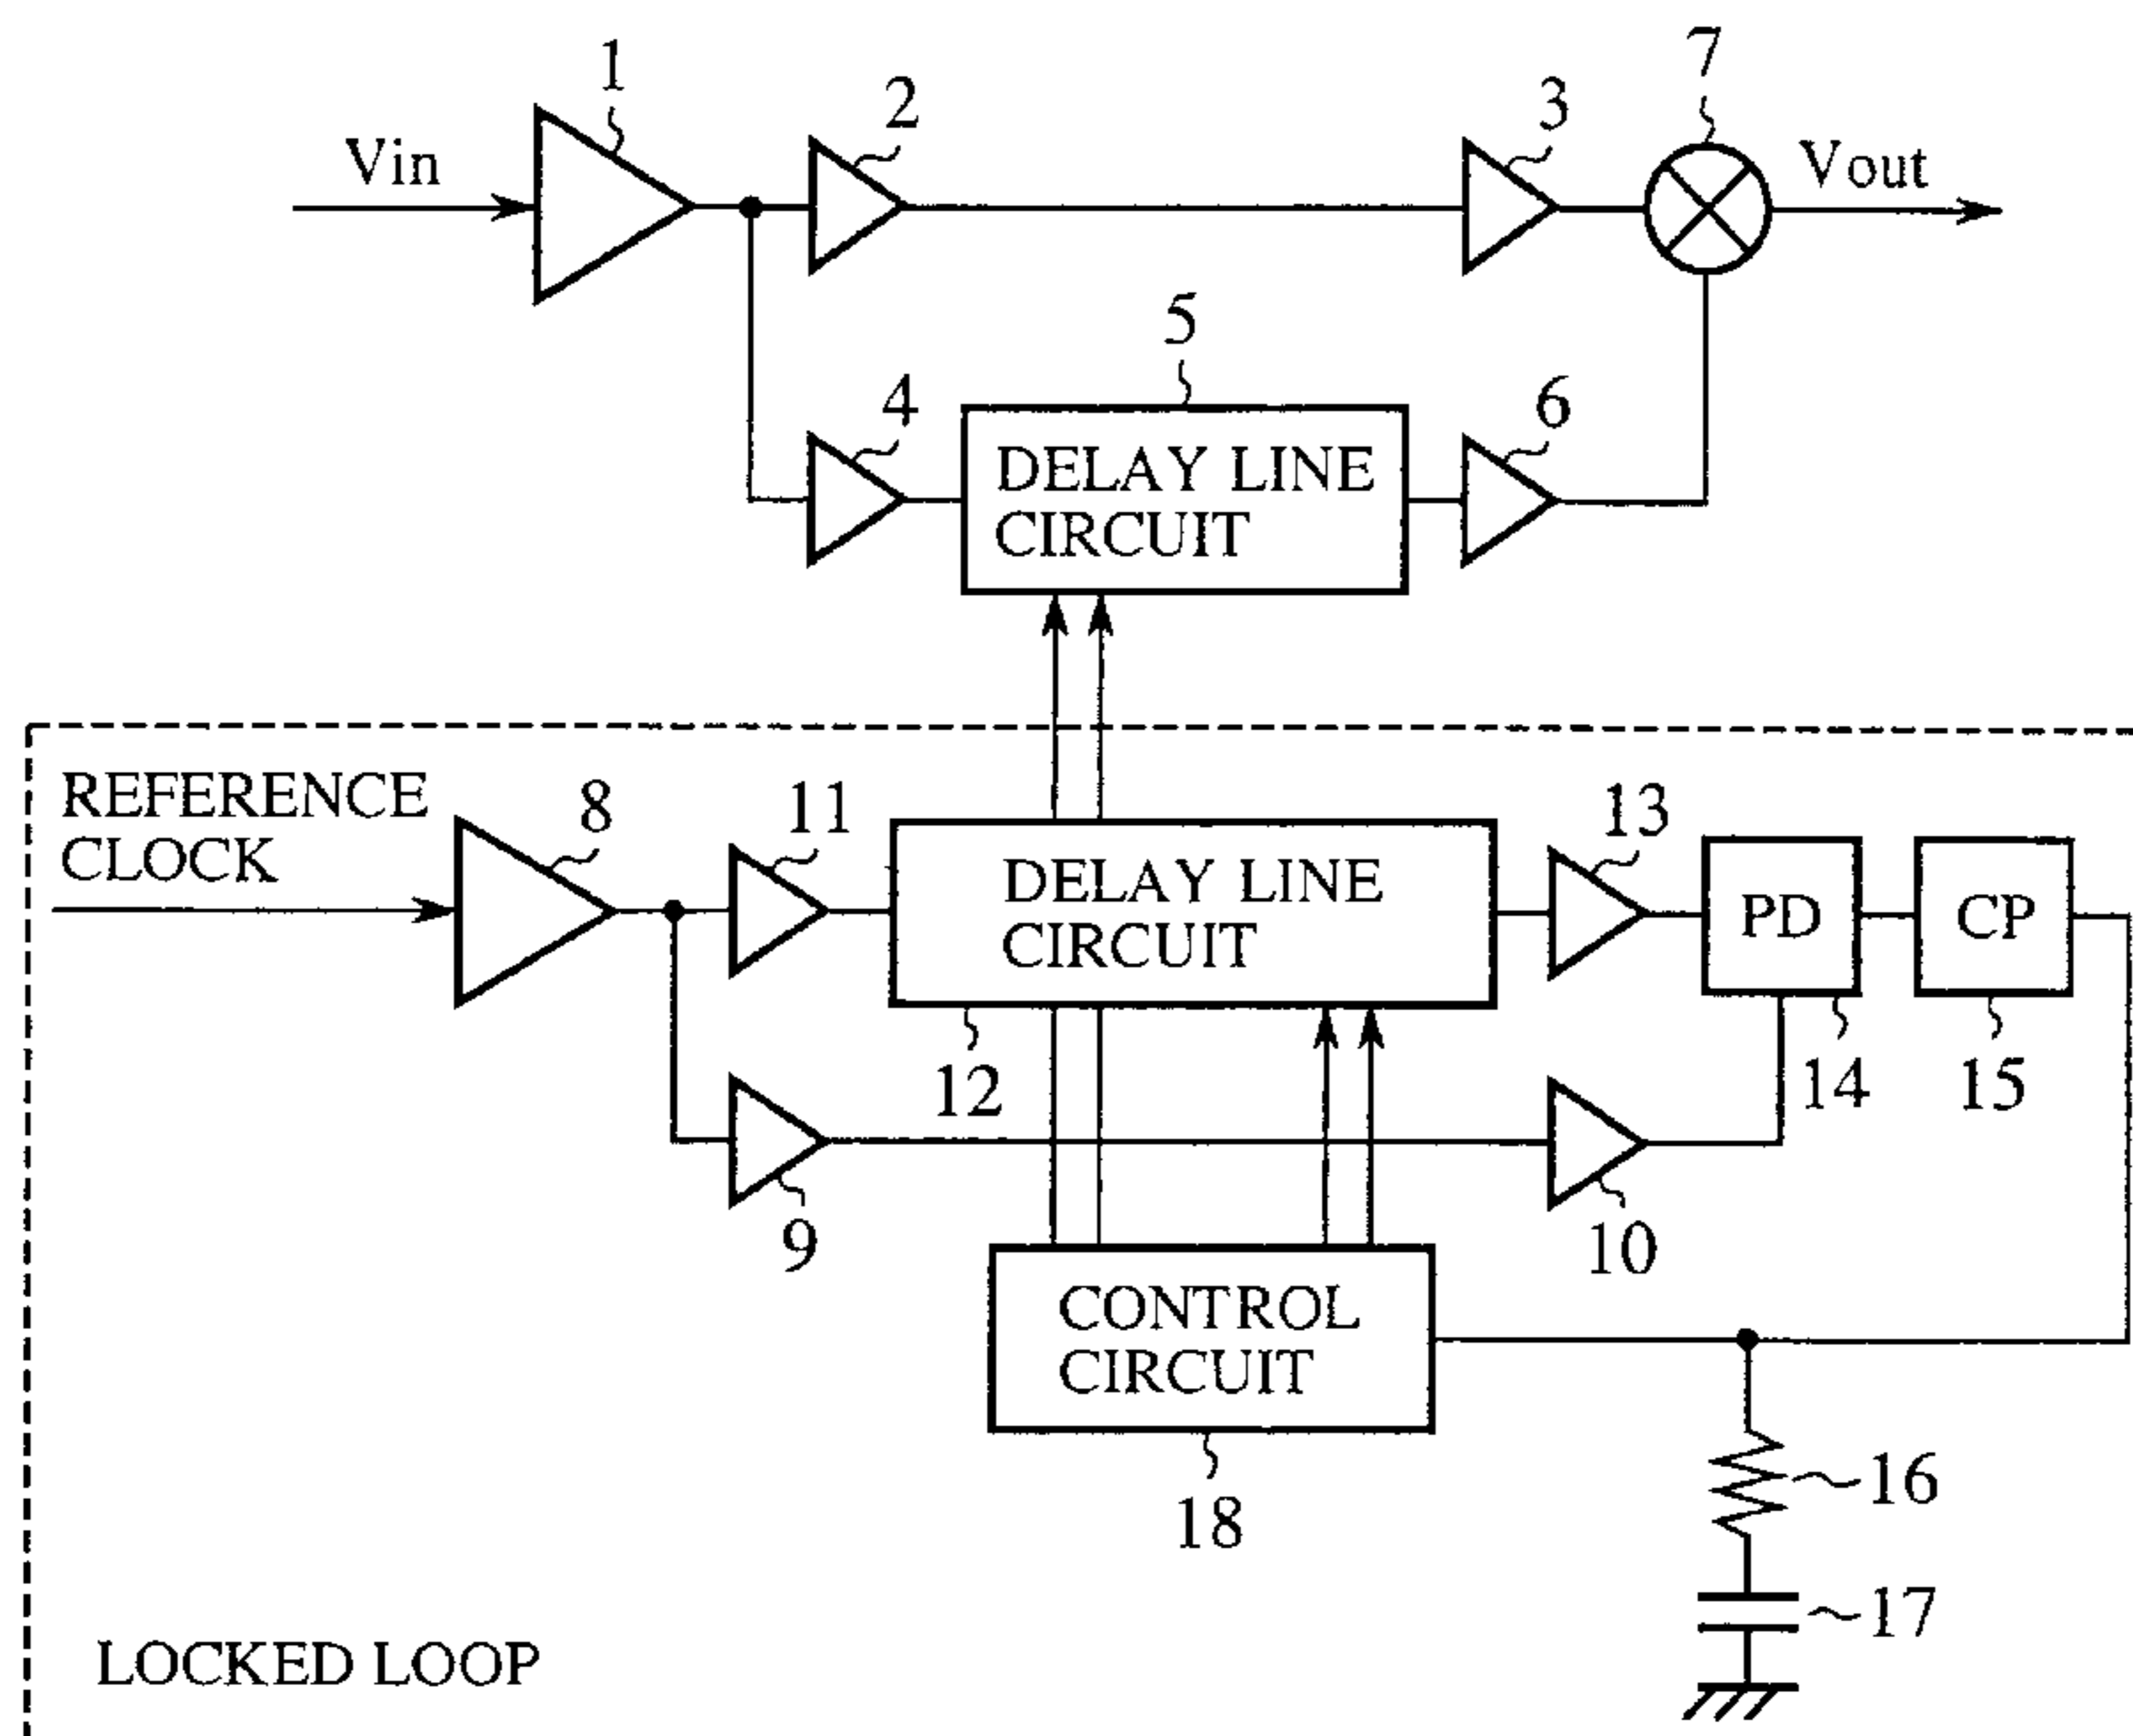 1
2
3
7
Vin
Vout
5
4
6
DELAY LINE
CIRCUIT
REFERENCE
CLOCK
8
11
13
DELAY LINE
CIRCUIT
PD
CP
12
14
15
9
10
CONTROL
CIRCUIT
16
18
17
LOCKED LOOP